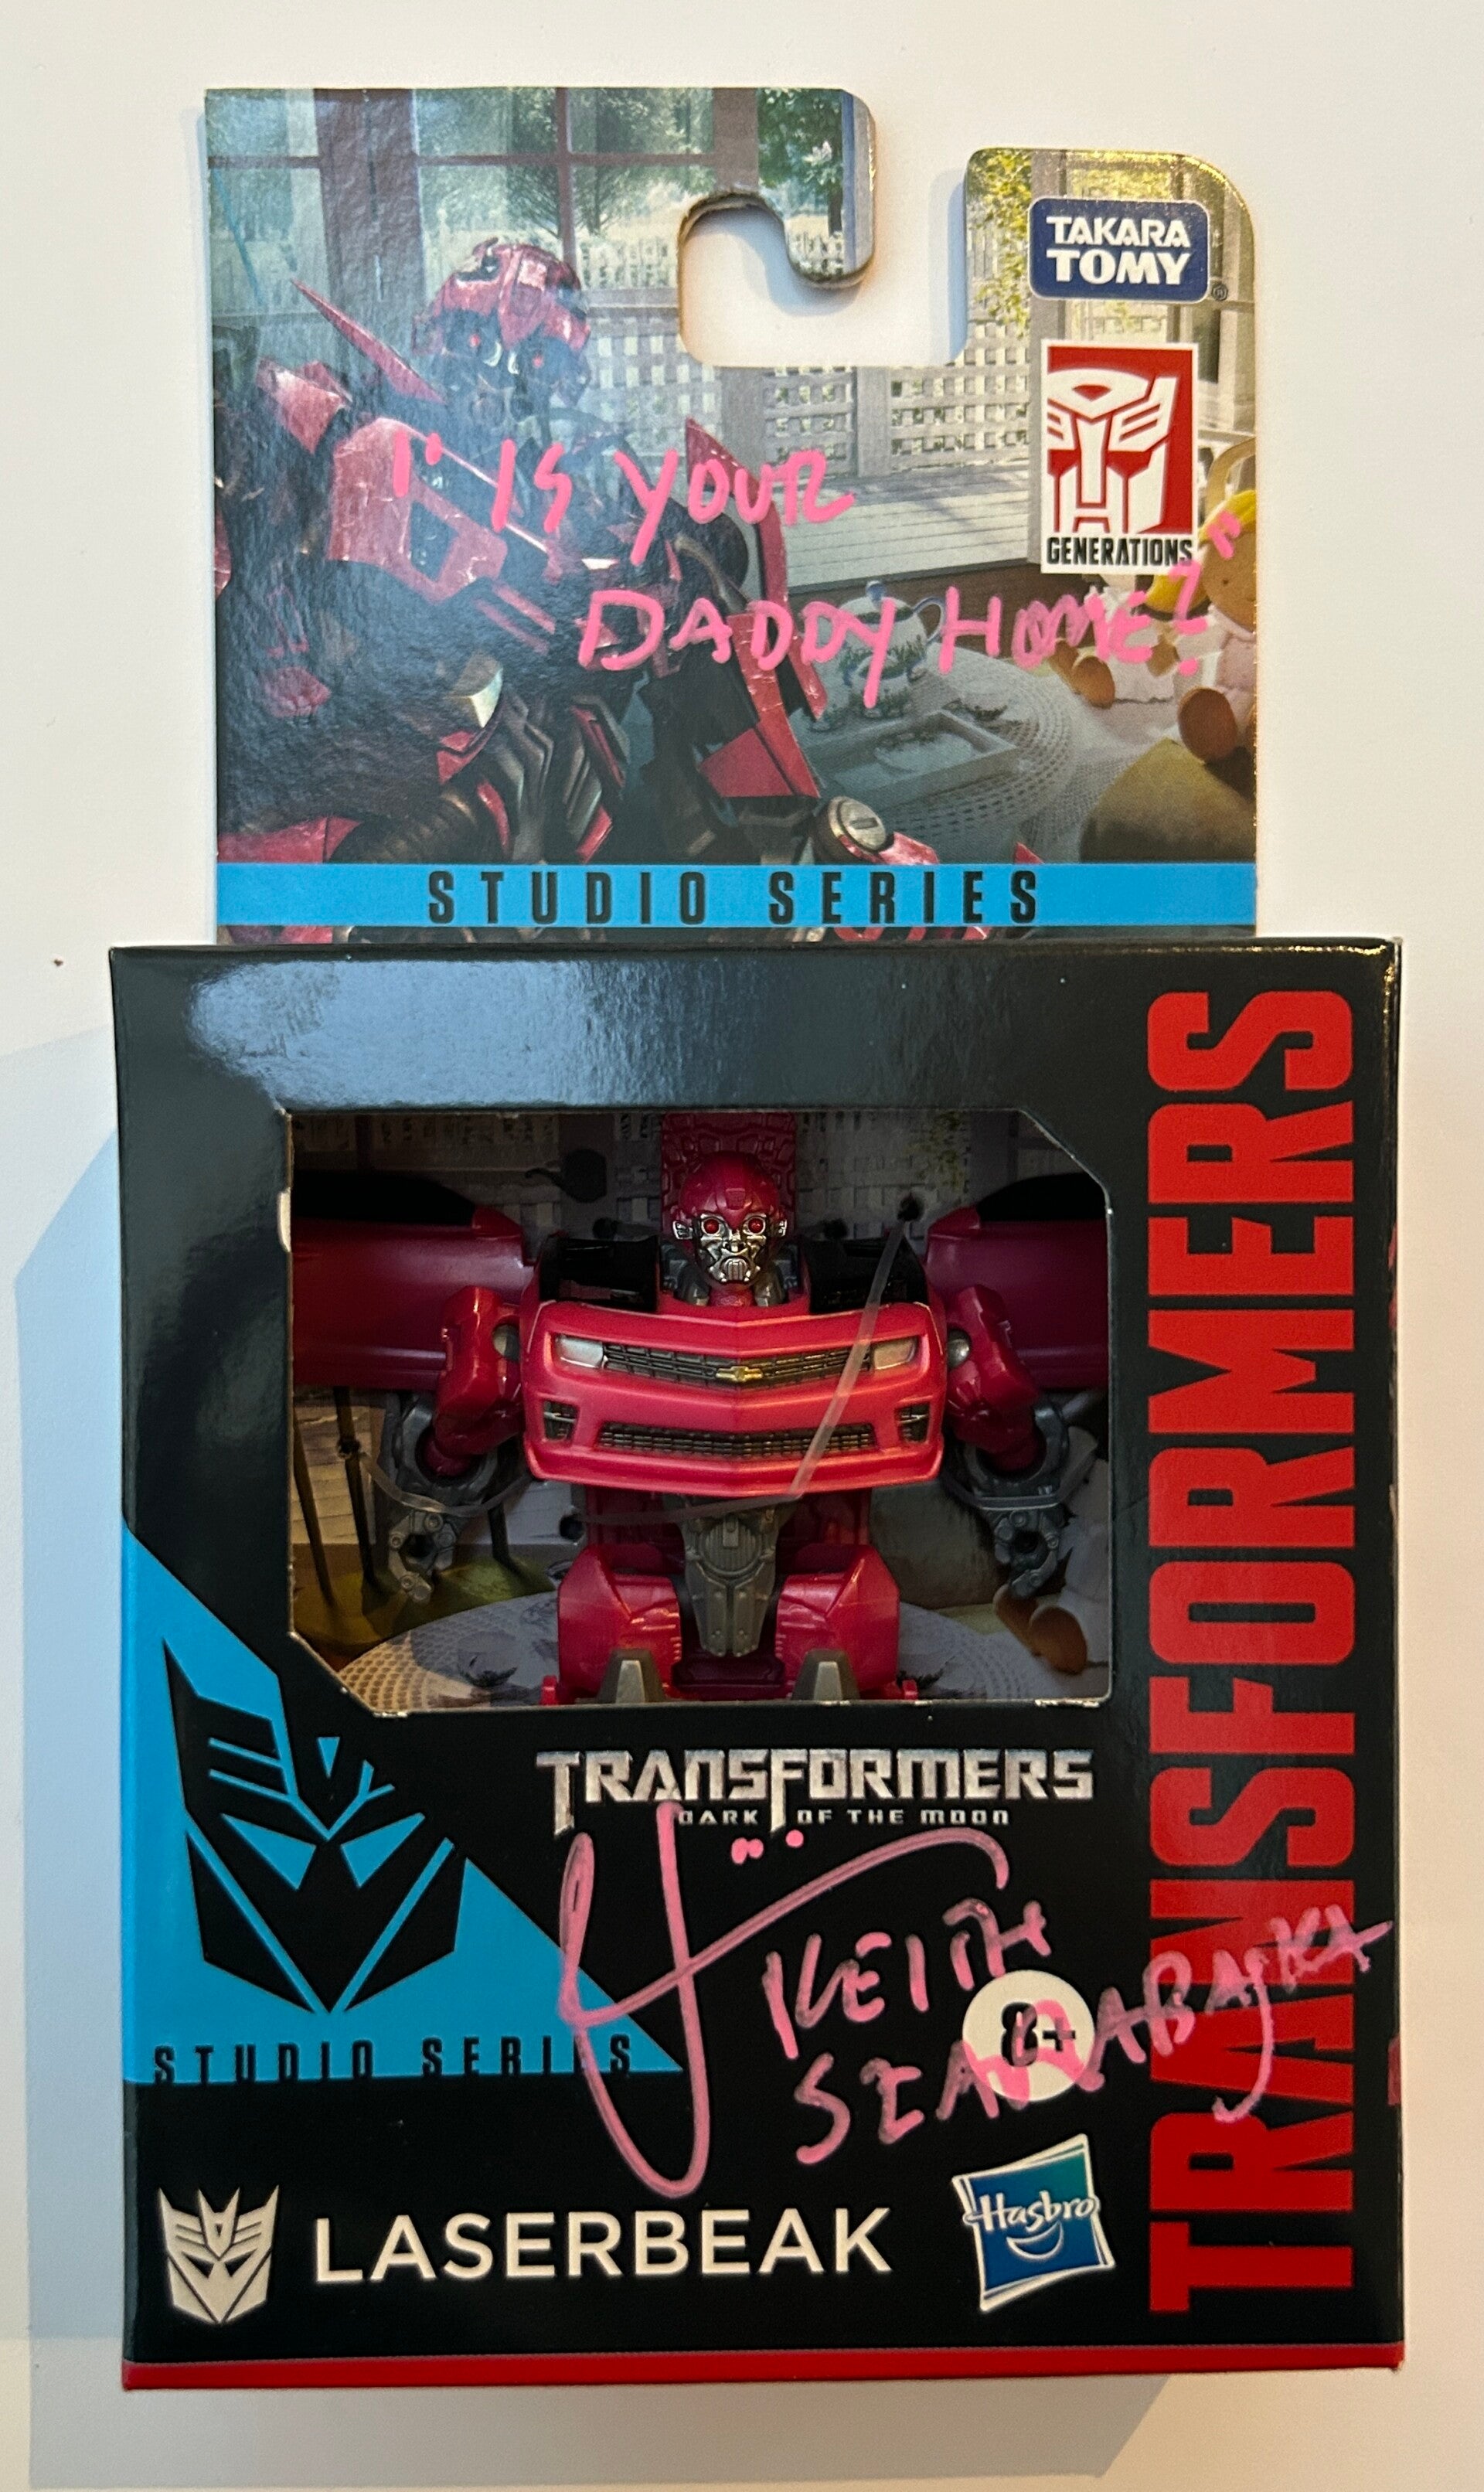 TAKARA
TOMY
®
GENERATIONS
" IS YOUR
DADDY HOME? "
STUDIO SERIES
TRANSFORMERS
TRANSFORMERS
DARK OF THE MOON
KEITH
SZARABAJKA
8+
STUDIO SERIES
Hasbro
LASERBEAK